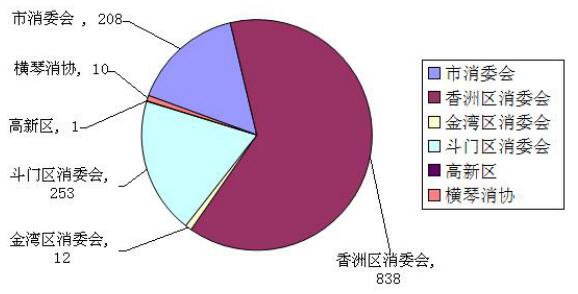 市消委会 , 208
横琴消协, 10
高新区, 1
斗门区消委会,
253
金湾区消委会,
12
香洲区消委会,
838
市消委会
香洲区消委会
金湾区消委会
斗门区消委会
高新区
横琴消协